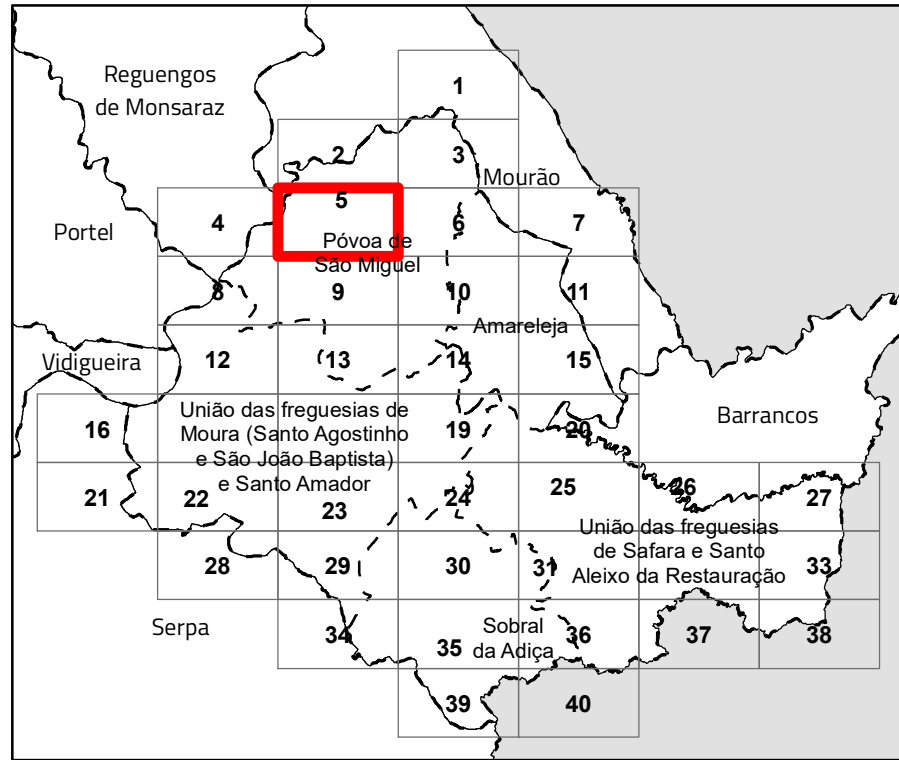 1
Reguengos
de Monsaraz
2
3
Mourão
4
5
6
7
Portel
Póvoa de
São Miguel
8
9
10
11
Amareleja
Vidigueira
12
13
14
15
União das freguesias de
Moura (Santo Agostinho
e São João Baptista)
e Santo Amador
Barrancos
16
19
20
21
22
23
24
25
26
27
União das freguesias
de Safara e Santo
Aleixo da Restauração
28
29
30
31
33
Serpa
34
35
Sobral
da Adiça
36
37
38
39
40